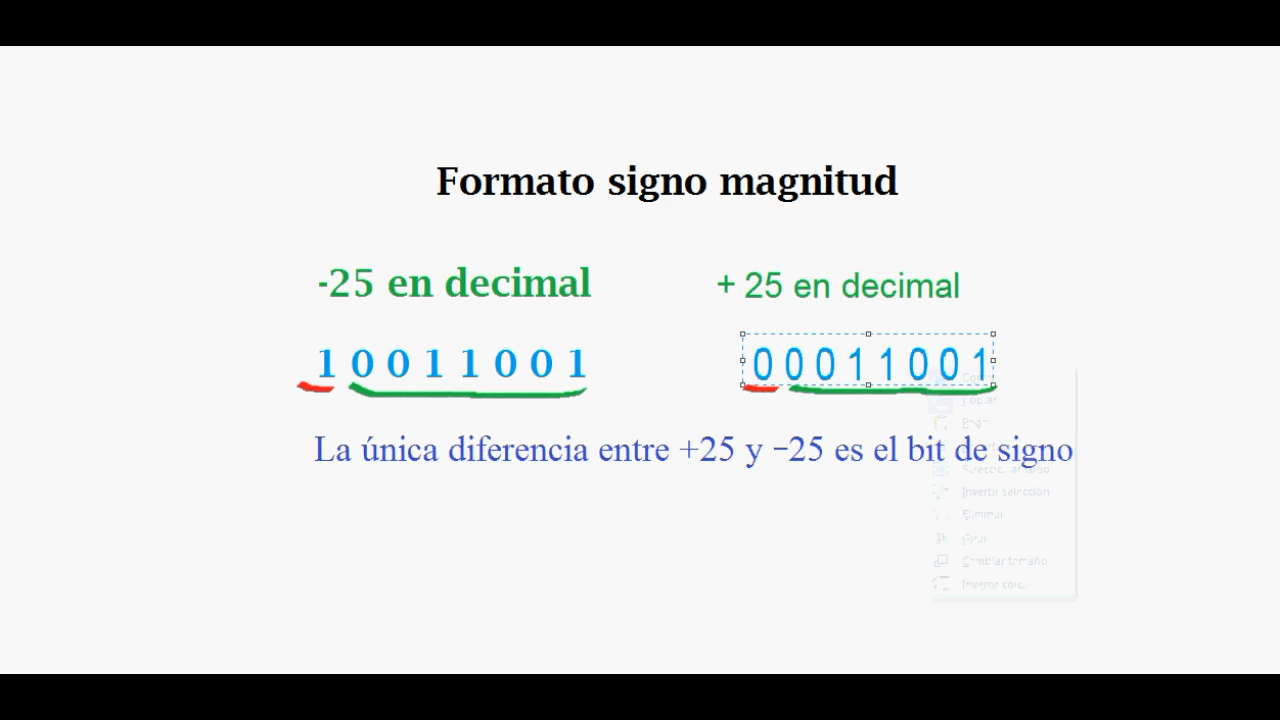 Formato signo magnitud
-25 en decimal
+ 25 en decimal
1 0 0 1 1 0 0 1
0 0 0 1 1 0 0 1
La única diferencia entre +25 y −25 es el bit de signo
Invertir selección
Eliminar
Girar
Cambiar tamaño